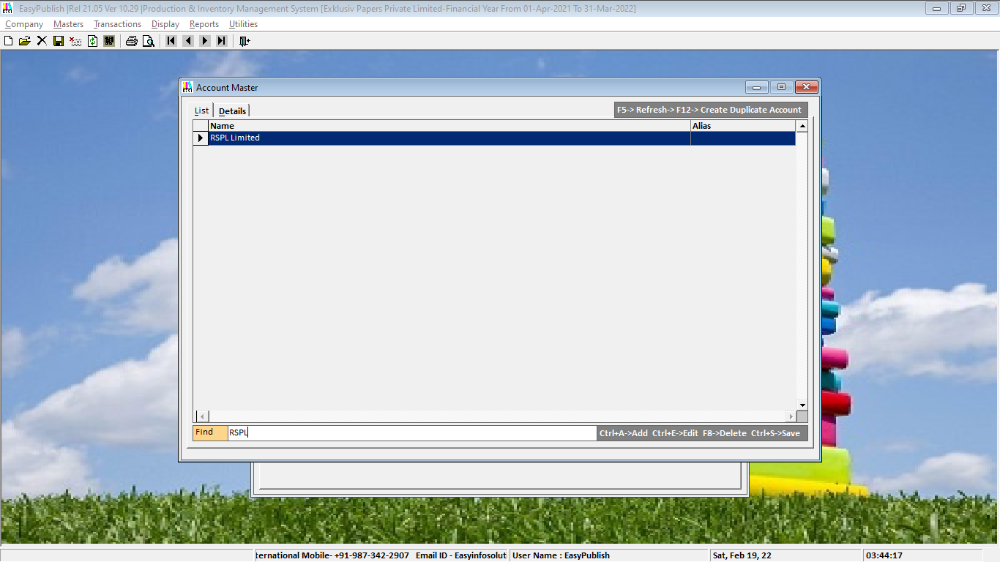 EasyPublish |Rel 21.05 Ver 10.29 |Production & Inventory Management System [Exklusiv Papers Private Limited-Financial Year From 01-Apr-2021 To 31-Mar-2022]
Company Masters Transactions Display Reports Utilities
Account Master
List Details F5-> Refresh-> F12-> Create Duplicate Account
Name Alias
RSPL Limited
Find RSPL Ctrl+A->Add Ctrl+E->Edit F8->Delete Ctrl+S->Save
ternational Mobile- +91-987-342-2907 Email ID - Easyinfosolut User Name : EasyPublish Sat, Feb 19, 22 03:44:17